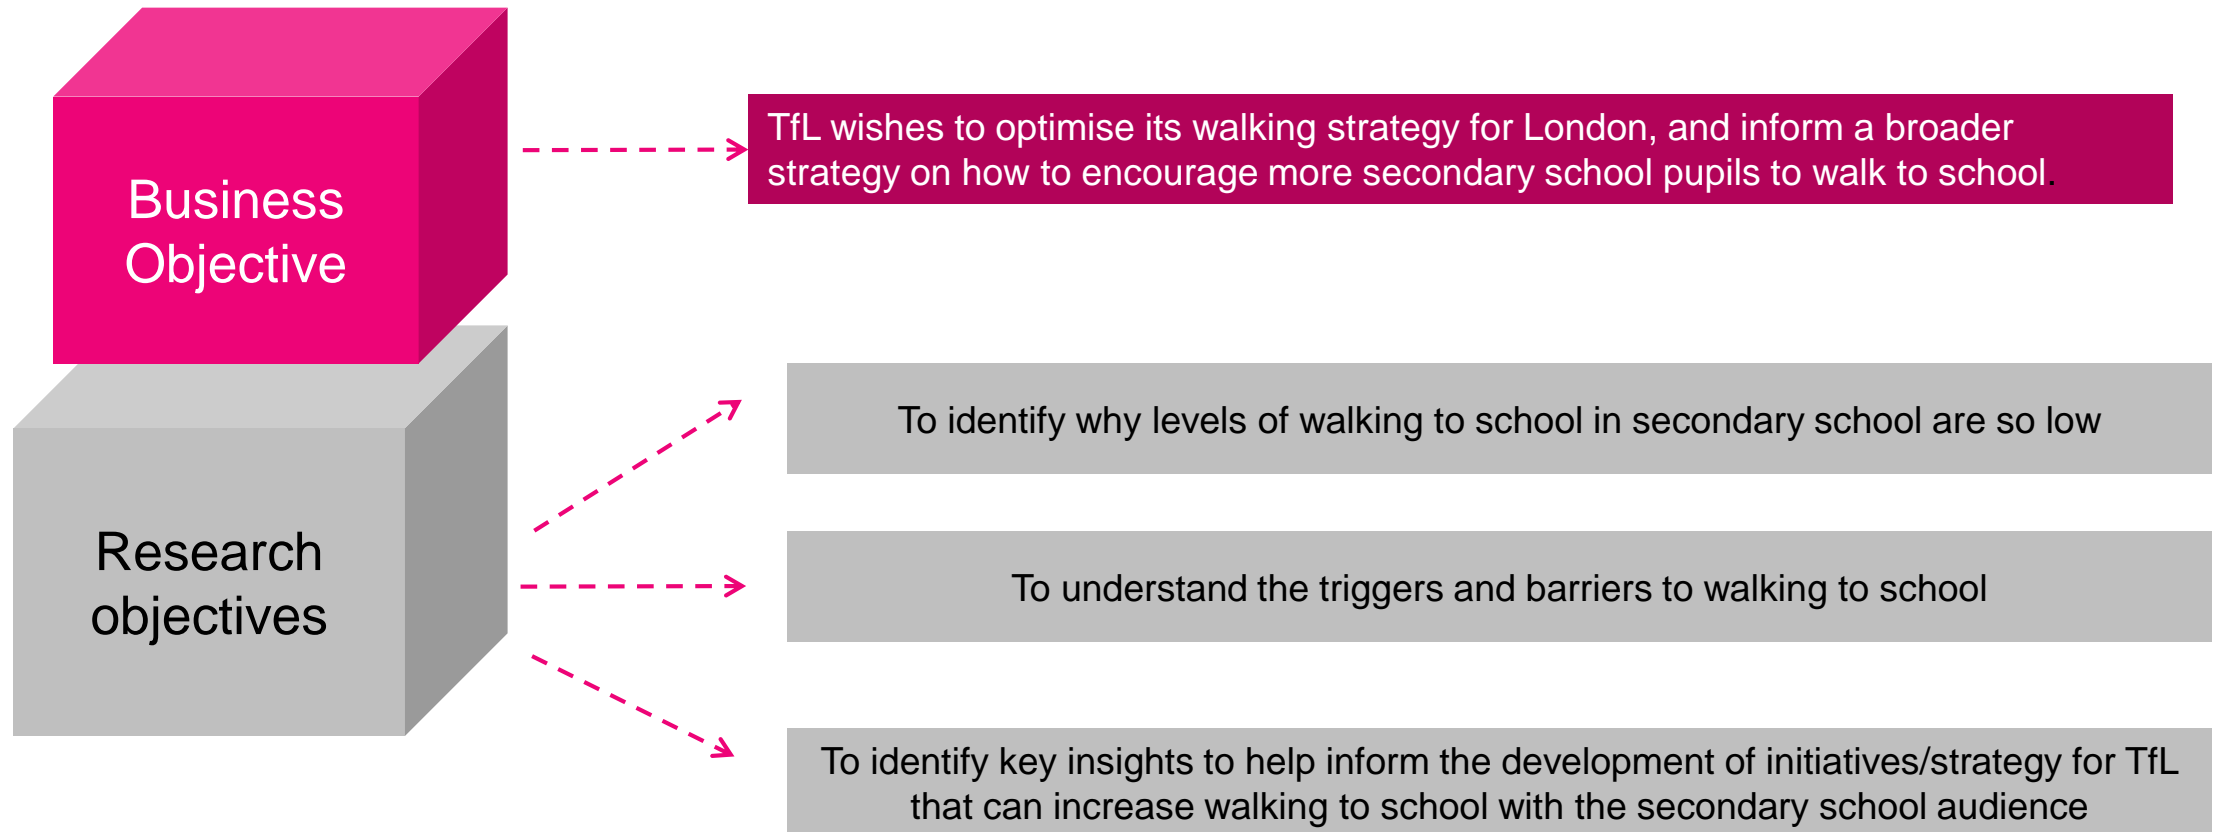 Business
Objective
TfL wishes to optimise its walking strategy for London, and inform a broader
strategy on how to encourage more secondary school pupils to walk to school.
Research
objectives
To identify why levels of walking to school in secondary school are so low
To understand the triggers and barriers to walking to school
To identify key insights to help inform the development of initiatives/strategy for TfL
that can increase walking to school with the secondary school audience